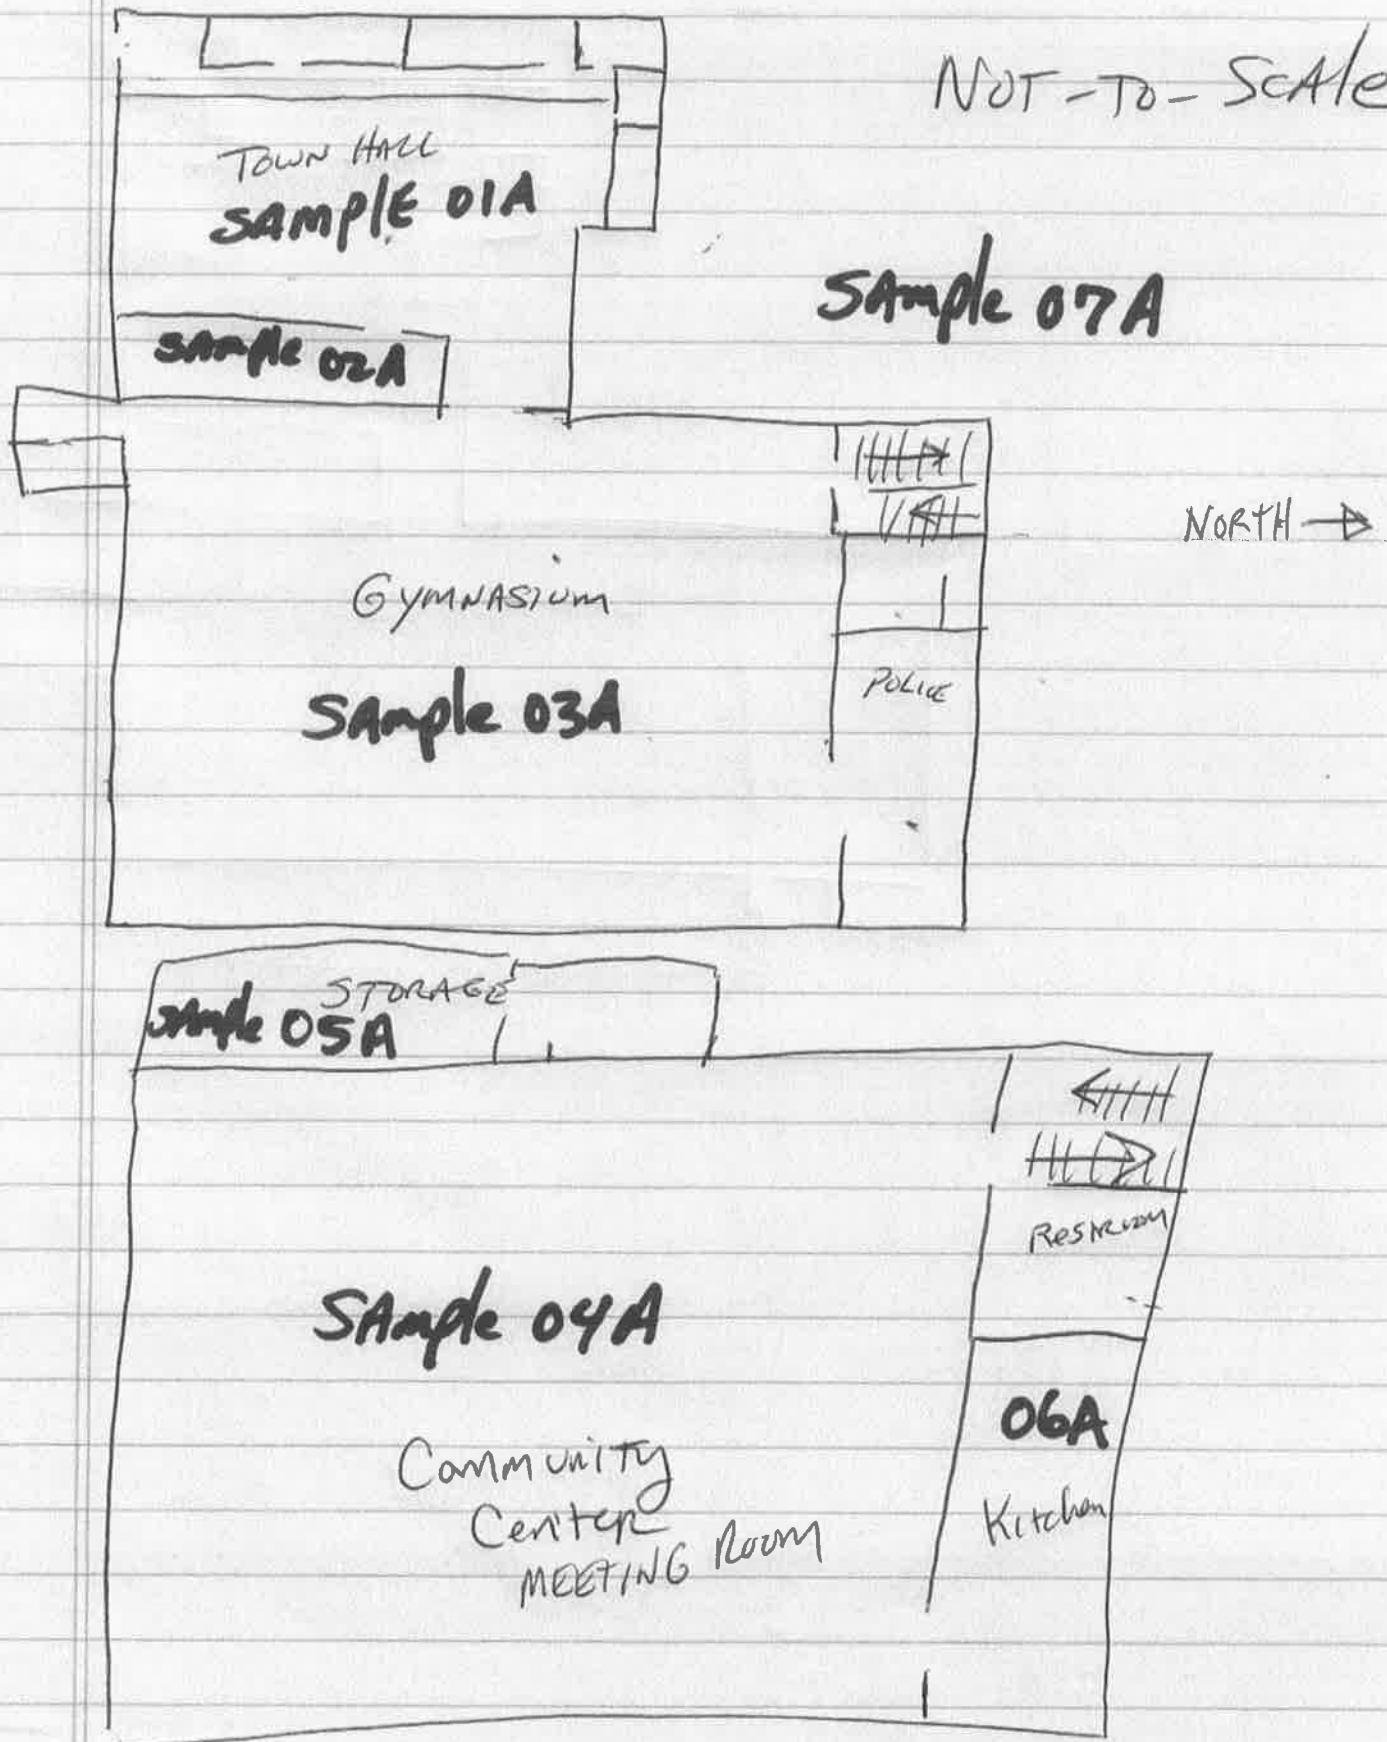 NOT-TO-SCAle
TOWN HALL
SAmplE 01A
SAmple 07A
SAmple 02A
NORTH
GYMNASIUM
POLICE
SAmple 03A
STORAGE
SAmple 05A
RESTROOM
SAmple 04A
06A
Community
Center
MEETING Room
Kitchen